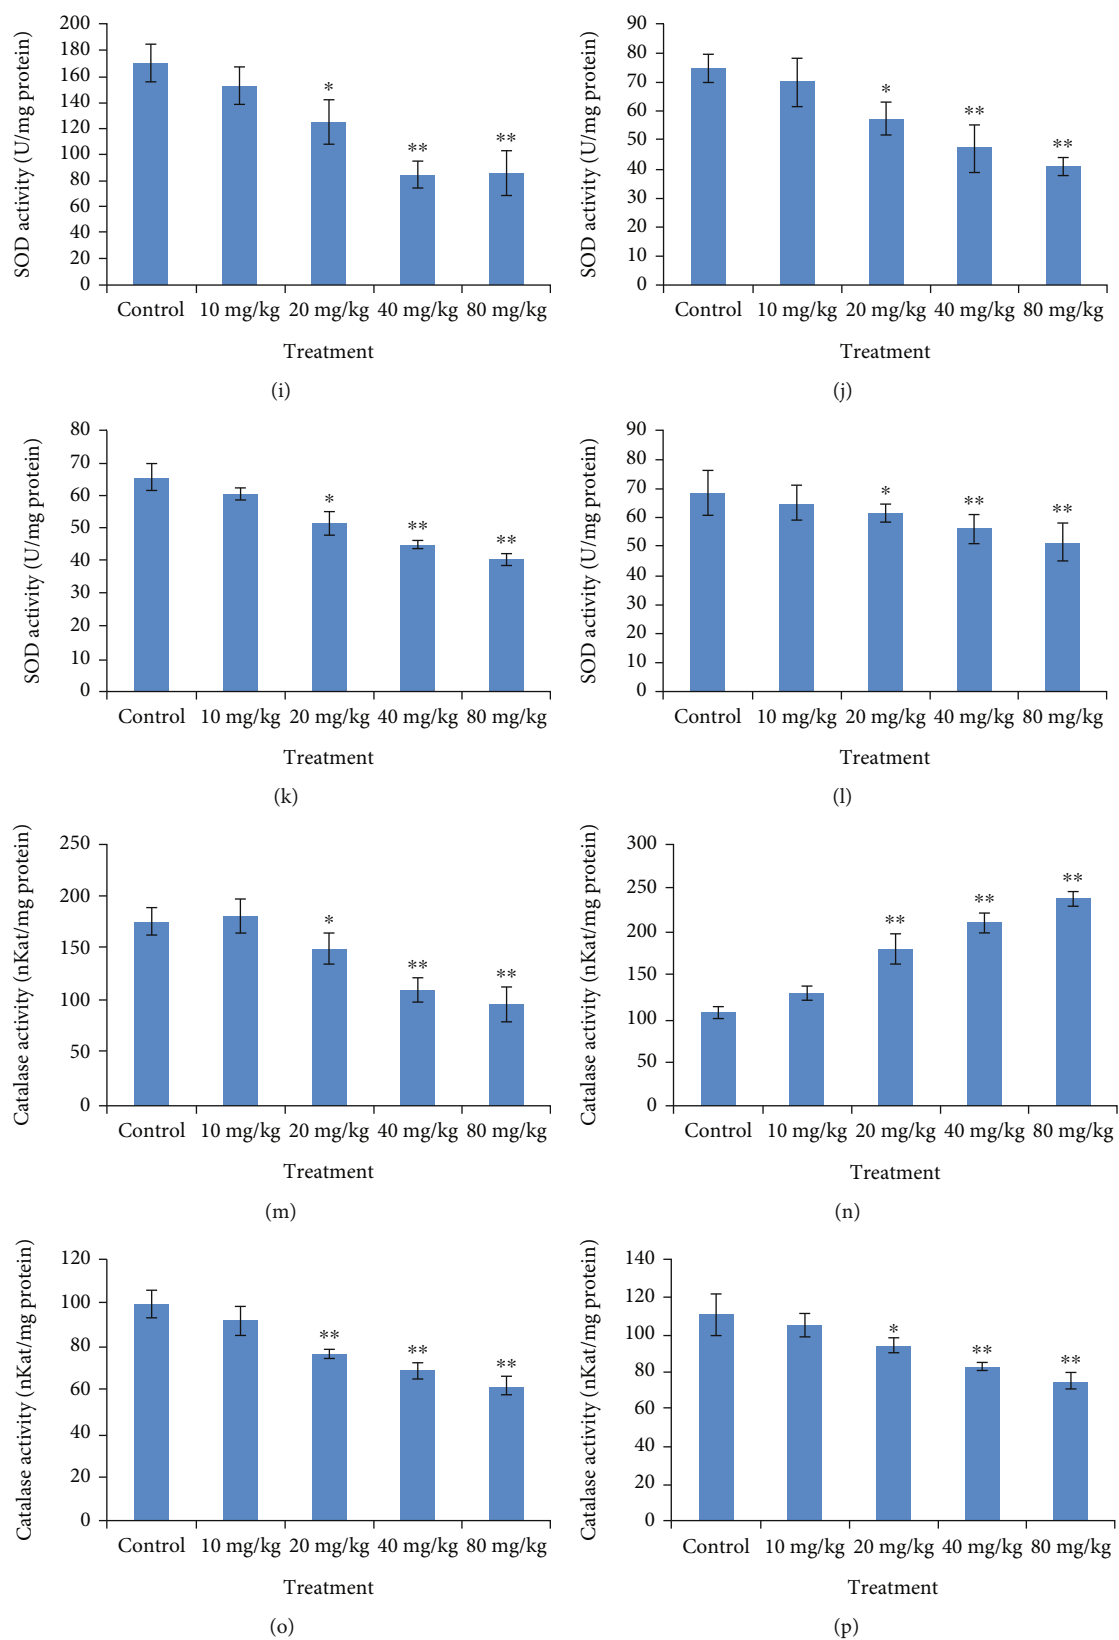 SOD activity (U/mg protein)
200
180
160
140
120
100
80
60
40
20
0
*
**
**
Control 10 mg/kg 20 mg/kg 40 mg/kg 80 mg/kg
Treatment
(i)
SOD activity (U/mg protein)
90
80
70
60
50
40
30
20
10
0
*
**
**
Control 10 mg/kg 20 mg/kg 40 mg/kg 80 mg/kg
Treatment
(j)
SOD activity (U/mg protein)
80
70
60
50
40
30
20
10
0
*
**
**
Control 10 mg/kg 20 mg/kg 40 mg/kg 80 mg/kg
Treatment
(k)
SOD activity (U/mg protein)
90
80
70
60
50
40
30
20
10
0
*
**
**
Control 10 mg/kg 20 mg/kg 40 mg/kg 80 mg/kg
Treatment
(l)
Catalase activity (nKat/mg protein)
250
200
150
100
50
0
*
**
**
Control 10 mg/kg 20 mg/kg 40 mg/kg 80 mg/kg
Treatment
(m)
Catalase activity (nKat/mg protein)
300
250
200
150
100
50
0
**
**
**
Control 10 mg/kg 20 mg/kg 40 mg/kg 80 mg/kg
Treatment
(n)
Catalase activity (nKat/mg protein)
120
100
80
60
40
20
0
**
**
**
Control 10 mg/kg 20 mg/kg 40 mg/kg 80 mg/kg
Treatment
(o)
Catalase activity (nKat/mg protein)
140
120
100
80
60
40
20
0
*
**
**
Control 10 mg/kg 20 mg/kg 40 mg/kg 80 mg/kg
Treatment
(p)